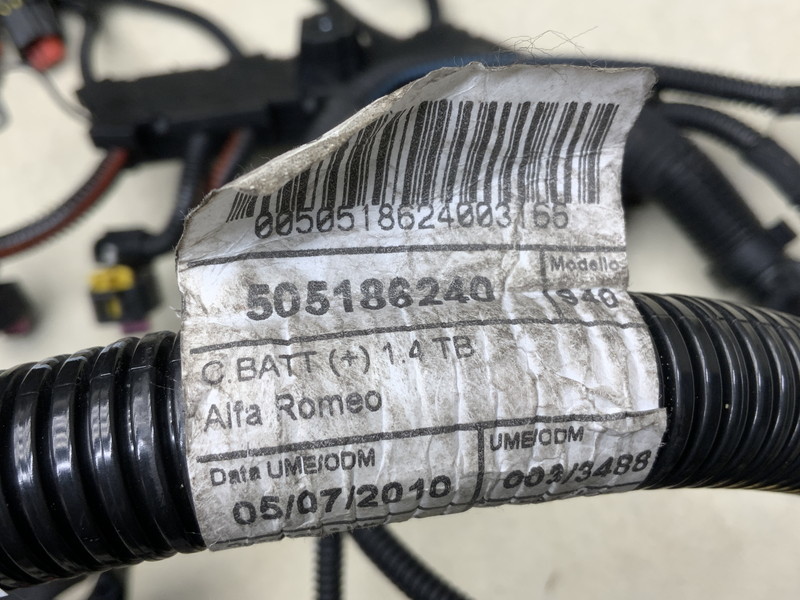 0050518624003166
Modello
505186240 940
C.BATT (+) 1.4 TB
Alfa Romeo
Data UME/ODM UME/ODM
05/07/2010 002/3488